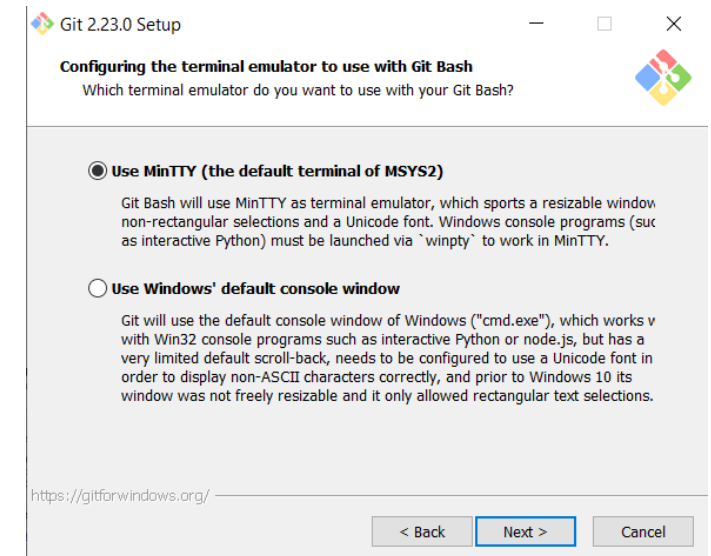 Git 2.23.0 Setup
Configuring the terminal emulator to use with Git Bash
Which terminal emulator do you want to use with your Git Bash?
Use MinTTY (the default terminal of MSYS2)
Git Bash will use MinTTY as terminal emulator, which sports a resizable window
non-rectangular selections and a Unicode font. Windows console programs (suc
as interactive Python) must be launched via `winpty` to work in MinTTY.
Use Windows' default console window
Git will use the default console window of Windows ("cmd.exe"), which works w
with Win32 console programs such as interactive Python or node.js, but has a
very limited default scroll-back, needs to be configured to use a Unicode font in
order to display non-ASCII characters correctly, and prior to Windows 10 its
window was not freely resizable and it only allowed rectangular text selections.
https://gitforwindows.org/
< Back
Next >
Cancel